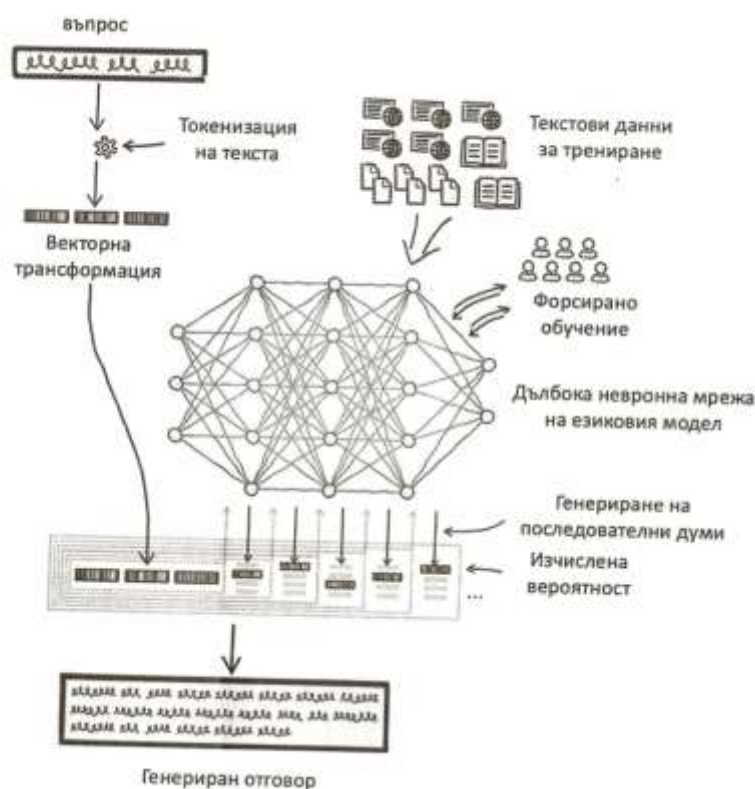 въпрос
Токенизация
на текста
Текстови данни
за трениране
Векторна
трансформация
Форсирано
обучение
Дълбока невронна мрежа
на езиковия модел
Генериране на
последователни думи
Изчислена
вероятност
...
Генериран отговор